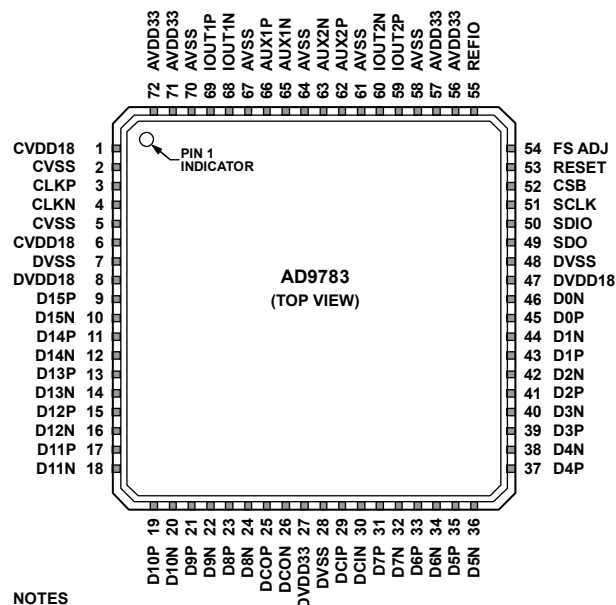 72 AVDD33
71 AVDD33
70 AVSS
69 IOUT1P
68 IOUT1N
67 AVSS
66 AUX1P
65 AUX1N
64 AVSS
63 AUX2N
62 AUX2P
61 AVSS
60 IOUT2N
59 IOUT2P
58 AVSS
57 AVDD33
56 AVDD33
55 REFIO
CVDD18 1
CVSS 2
CLKP 3
CLKN 4
CVSS 5
CVDD18 6
DVSS 7
DVDD18 8
D15P 9
D15N 10
D14P 11
D14N 12
D13P 13
D13N 14
D12P 15
D12N 16
D11P 17
D11N 18
PIN 1
INDICATOR
AD9783
(TOP VIEW)
54 FS ADJ
53 RESET
52 CSB
51 SCLK
50 SDIO
49 SDO
48 DVSS
47 DVDD18
46 D0N
45 D0P
44 D1N
43 D1P
42 D2N
41 D2P
40 D3N
39 D3P
38 D4N
37 D4P
D10P 19
D10N 20
D9P 21
D9N 22
D8P 23
D8N 24
DCOP 25
DCON 26
DVDD33 27
DVSS 28
DCIP 29
DCIN 30
D7P 31
D7N 32
D6P 33
D6N 34
D5P 35
D5N 36
NOTES